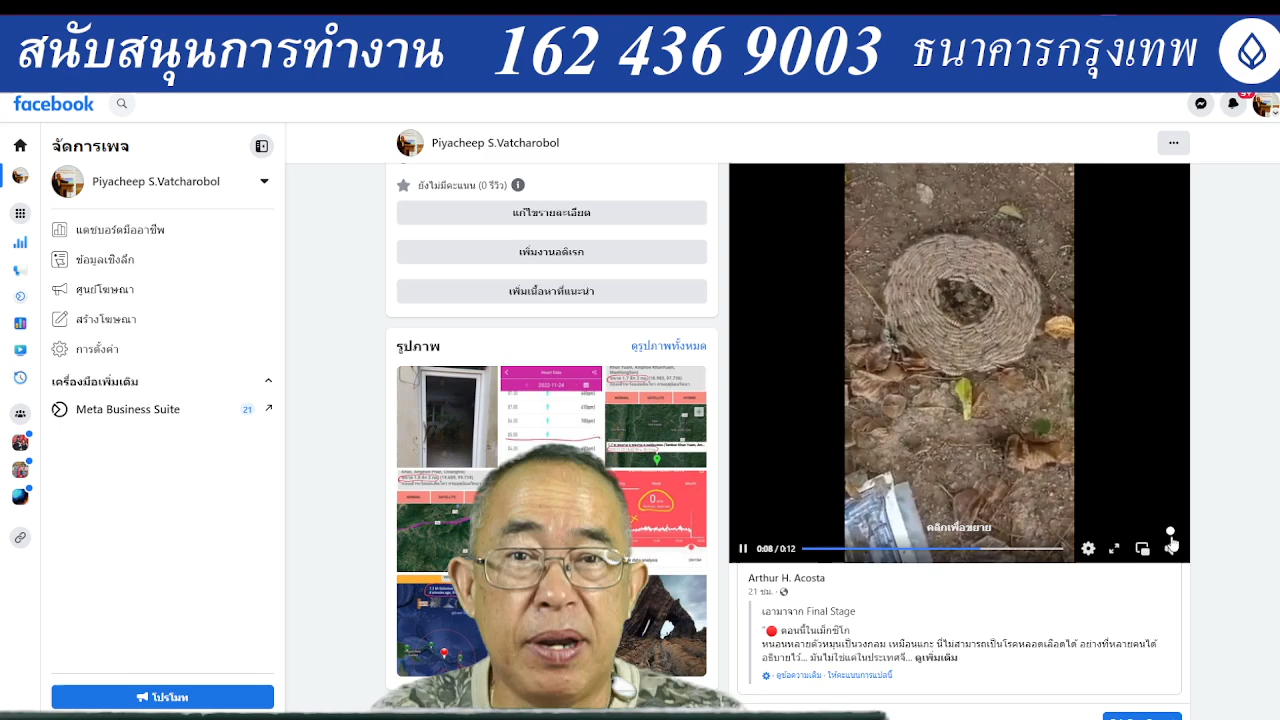 สนับสนุนการทำงาน 162 436 9003 ธนาคารกรุงเทพ
facebook
จัดการเพจ
Piyacheep S.Vatcharobol
Piyacheep S.Vatcharobol
แดชบอร์ดมืออาชีพ
ข้อมูลเชิงลึก
ศูนย์โฆษณา
สร้างโฆษณา
การตั้งค่า
เครื่องมือเพิ่มเติม
Meta Business Suite 21
โปรโมท
ยังไม่มีคะแนน (0 รีวิว)
แก้ไขรายละเอียด
เพิ่มงานอดิเรก
เพิ่มเนื้อหาที่แนะนำ
รูปภาพ ดูรูปภาพทั้งหมด
2022-11-24
NORMAL SATELLITE HYBRID
NORMAL SATELLITE
คลิกเพื่อขยาย
0:08 / 0:12
Arthur H. Acosta
21 ชม.
เอามาจาก Final Stage
"🔴 ตอนนี้ในเม็กซิโก
หนอนหลายตัวหมุนเป็นวงกลม เหมือนแกะ นี่ไม่สามารถเป็นโรคหลอดเลือดได้ อย่างที่หลายคนได้
อธิบายไว้... มันไม่ใช่แค่ในประเทศจี... ดูเพิ่มเติม
· ดูข้อความเดิม · ให้คะแนนการแปลนี้